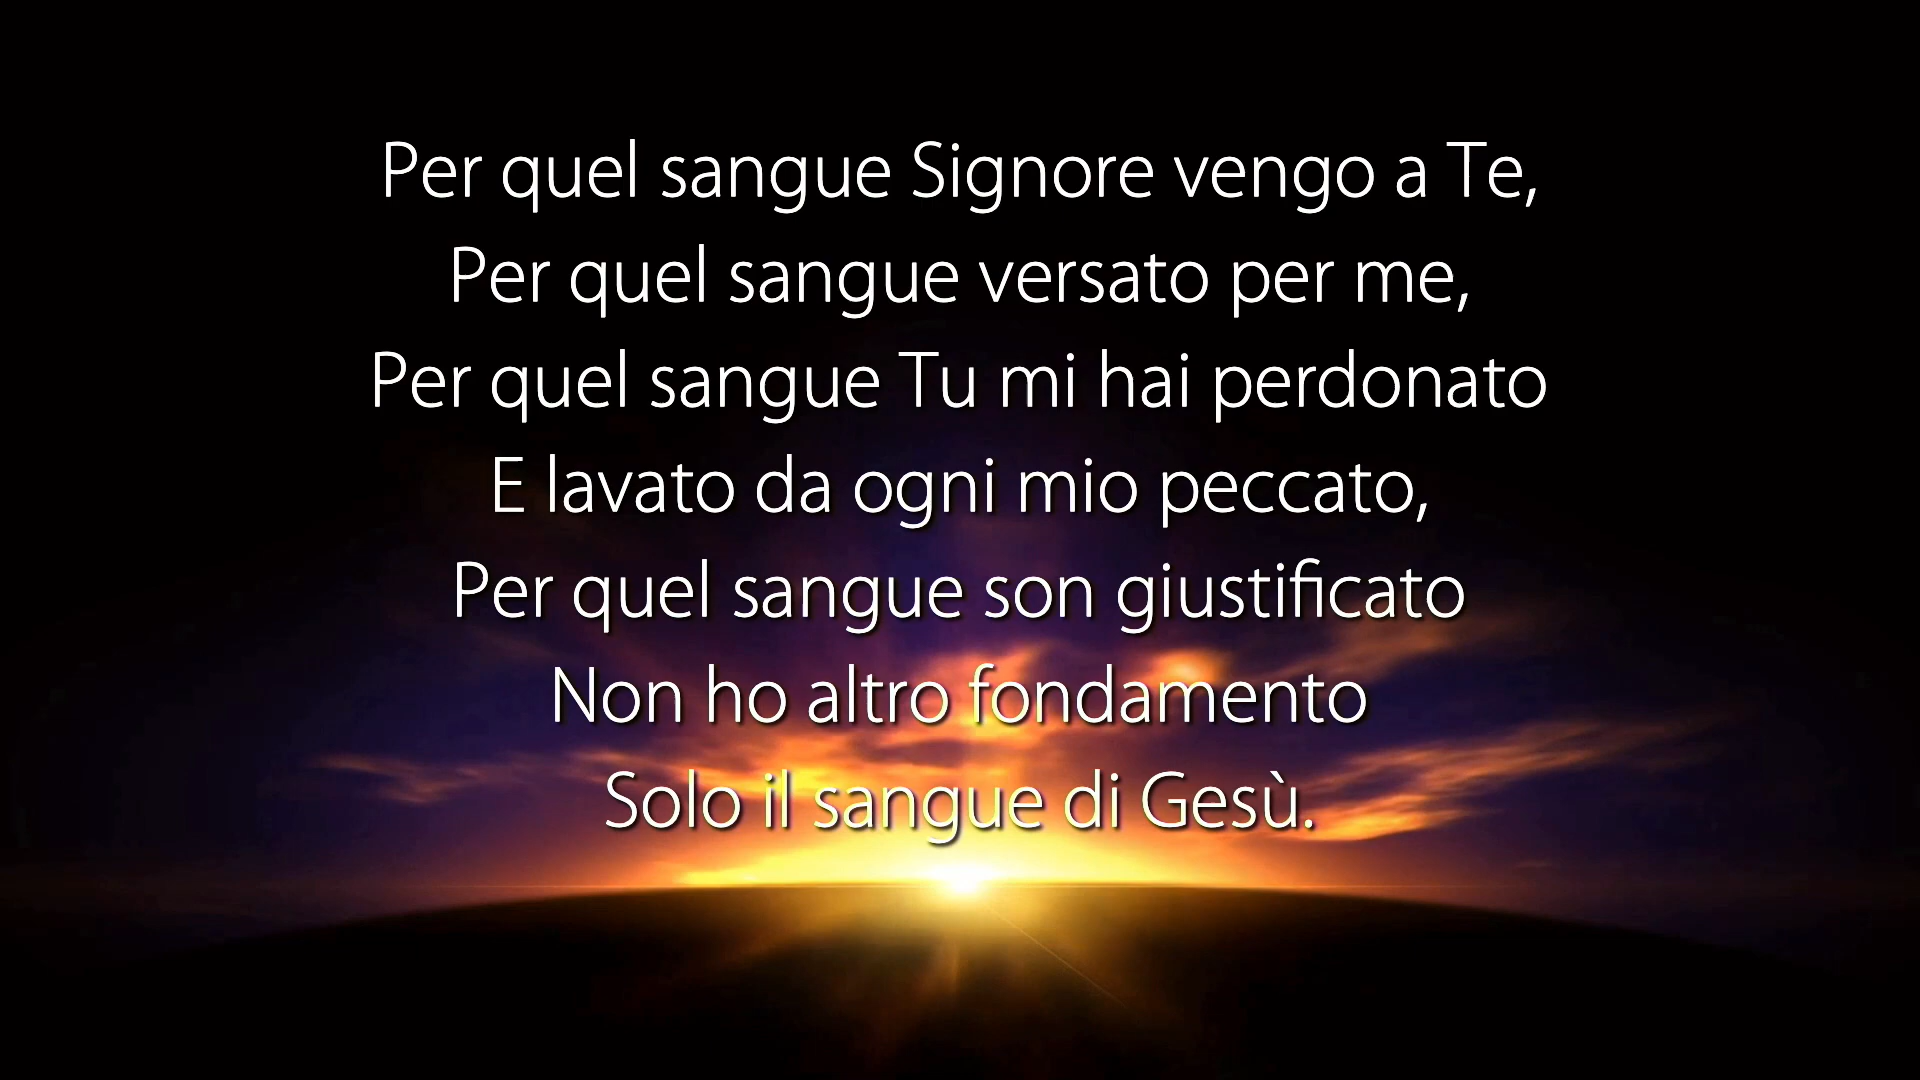 Per quel sangue Signore vengo a Te,
Per quel sangue versato per me,
Per quel sangue Tu mi hai perdonato
E lavato da ogni mio peccato,
Per quel sangue son giustificato
Non ho altro fondamento
Solo il sangue di Gesù.